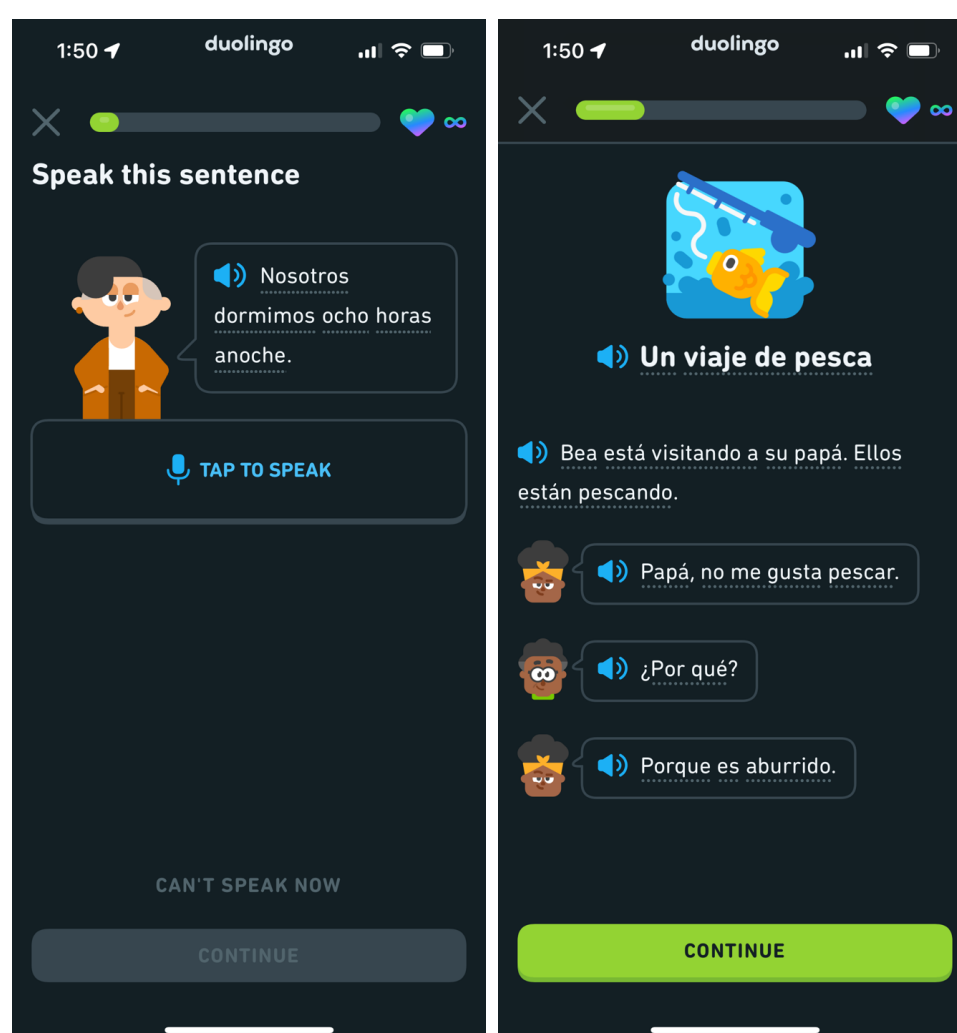 1:50
duolingo
Speak this sentence
Nosotros
dormimos ocho horas
anoche.
TAP TO SPEAK
CAN'T SPEAK NOW
CONTINUE
1:50
duolingo
Un viaje de pesca
Bea está visitando a su papá. Ellos
están pescando.
Papá, no me gusta pescar.
¿Por qué?
Porque es aburrido.
CONTINUE